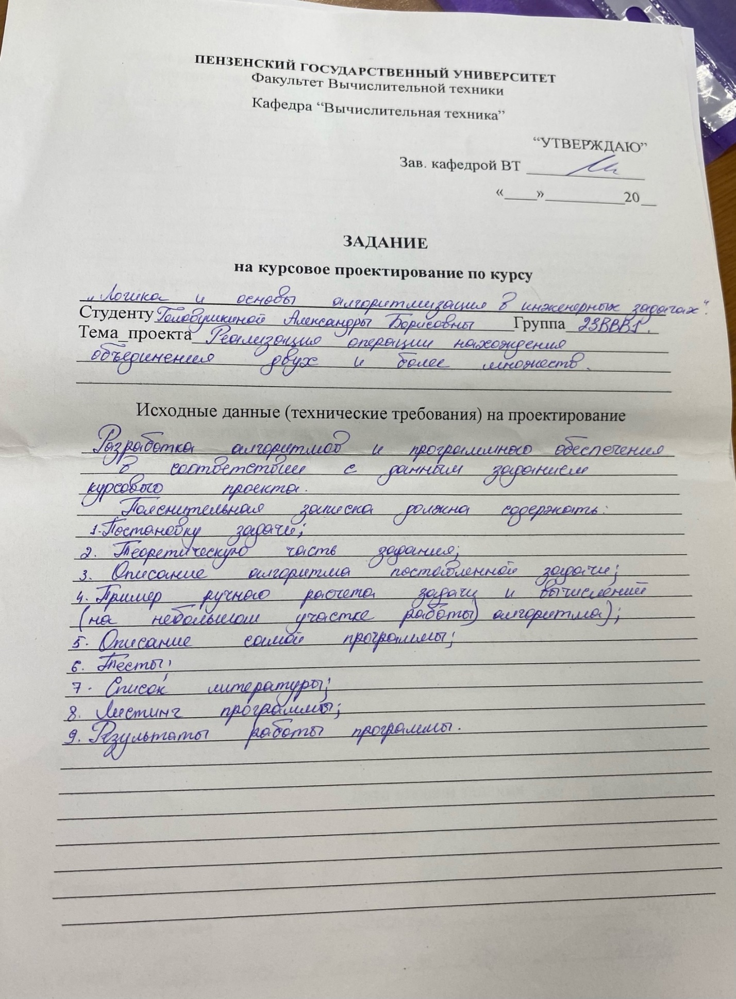 ПЕНЗЕНСКИЙ ГОСУДАРСТВЕННЫЙ УНИВЕРСИТЕТ
Факультет Вычислительной техники
Кафедра “Вычислительная техника”
“УТВЕРЖДАЮ”
Зав. кафедрой ВТ ________
«____»__________20__
ЗАДАНИЕ
на курсовое проектирование по курсу
„Логика и основы алгоритмизации в инженерных задачах“.
Студенту Головушкиной Александры Борисовны Группа 23ВВВ1.
Тема_проекта Реализация операции нахождения
объединения двух и более множеств.
Исходные данные (технические требования) на проектирование
Разработка алгоритмов и программного обеспечения
в соответствии с данным заданием
курсового проекта.
Пояснительная записка должна содержать:
1. Постановку задачи;
2. Теоретическую часть задания;
3. Описание алгоритма поставленной задачи;
4. Пример ручного расчета задачи и вычислений
(на небольшом участке работы) алгоритма);
5. Описание самой программы;
6. Тесты;
7. Список литературы;
8. Листинг программы;
9. Результаты работы программы.